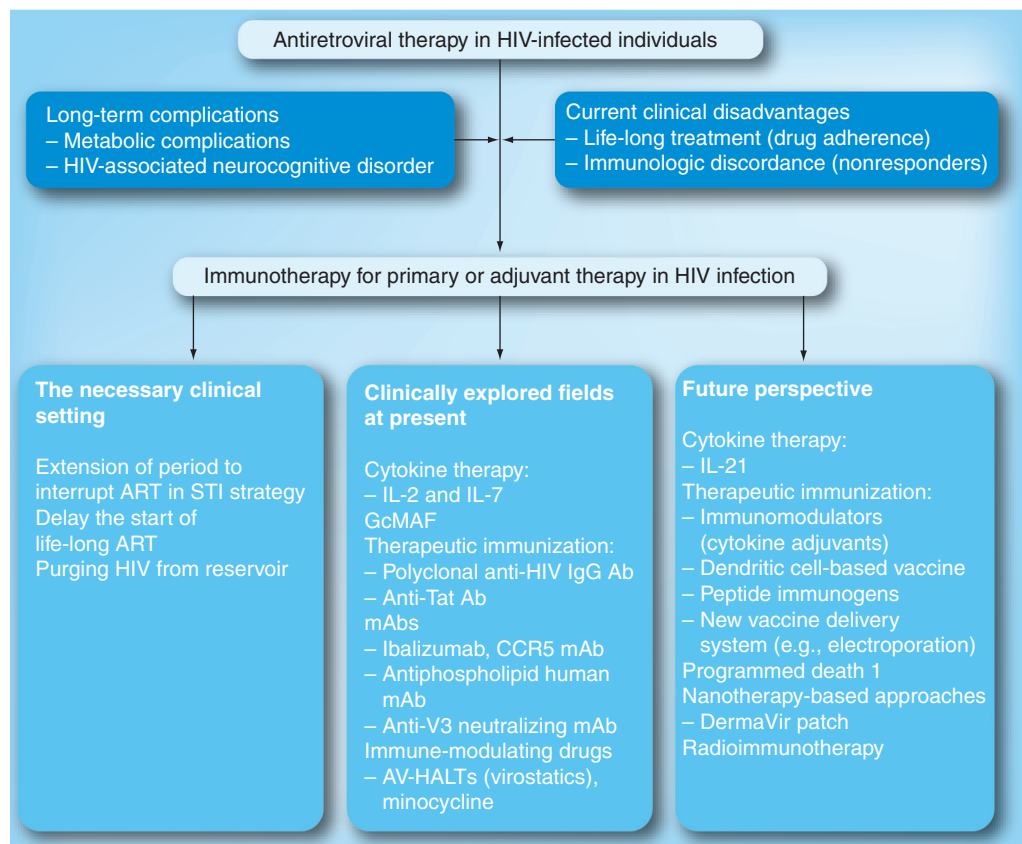 Antiretroviral therapy in HIV-infected individuals
Long-term complications
– Metabolic complications
– HIV-associated neurocognitive disorder
Current clinical disadvantages
– Life-long treatment (drug adherence)
– Immunologic discordance (nonresponders)
Immunotherapy for primary or adjuvant therapy in HIV infection
The necessary clinical
setting
Extension of period to
interrupt ART in STI strategy
Delay the start of
life-long ART
Purging HIV from reservoir
Clinically explored fields
at present
Cytokine therapy:
– IL-2 and IL-7
GcMAF
Therapeutic immunization:
– Polyclonal anti-HIV IgG Ab
– Anti-Tat Ab
mAbs
– Ibalizumab, CCR5 mAb
– Antiphospholipid human
mAb
– Anti-V3 neutralizing mAb
Immune-modulating drugs
– AV-HALTs (virostatics),
minocycline
Future perspective
Cytokine therapy:
– IL-21
Therapeutic immunization:
– Immunomodulators
(cytokine adjuvants)
– Dendritic cell-based vaccine
– Peptide immunogens
– New vaccine delivery
system (e.g., electroporation)
Programmed death 1
Nanotherapy-based approaches
– DermaVir patch
Radioimmunotherapy